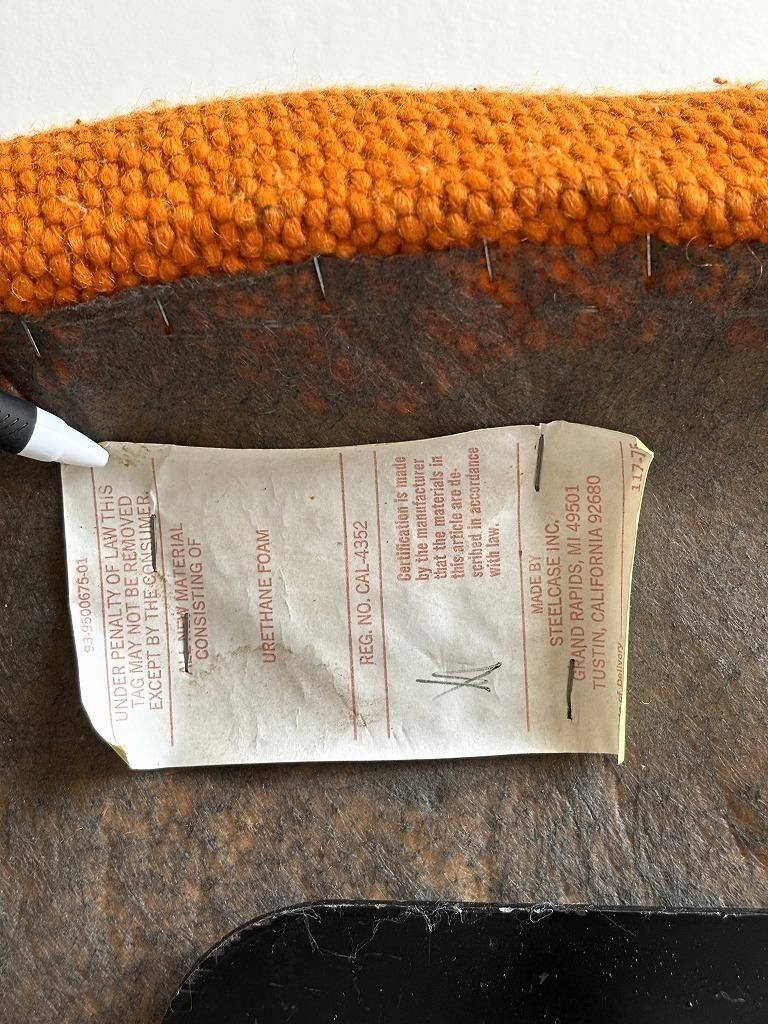 93-9500675-01
UNDER PENALTY OF LAW THIS
TAG MAY NOT BE REMOVED
EXCEPT BY THE CONSUMER
ALL NEW MATERIAL
CONSISTING OF
URETHANE FOAM
REG. NO. CAL-4352
Certification is made
by the manufacturer
that the materials in
this article are de-
scribed in accordance
with law.
MADE BY
STEELCASE INC.
GRAND RAPIDS, MI 49501
TUSTIN, CALIFORNIA 92680
of Delivery